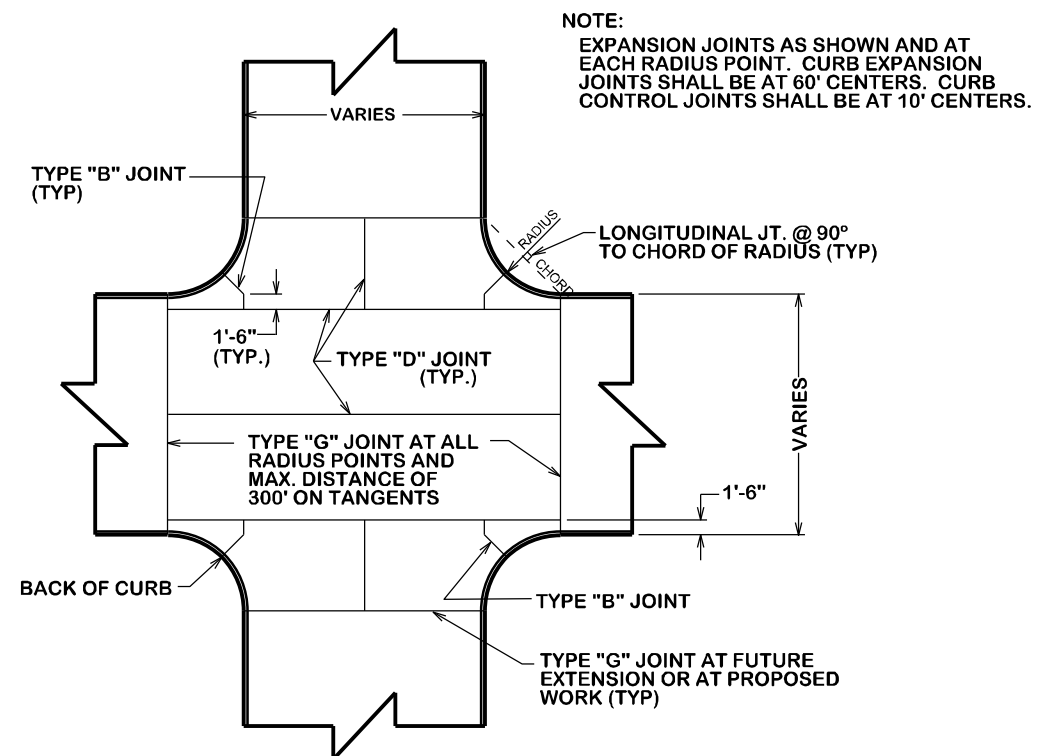 NOTE:
EXPANSION JOINTS AS SHOWN AND AT
EACH RADIUS POINT. CURB EXPANSION
JOINTS SHALL BE AT 60' CENTERS. CURB
CONTROL JOINTS SHALL BE AT 10' CENTERS.
VARIES
TYPE "B" JOINT
(TYP)
RADIUS
CHORD
LONGITUDINAL JT. @ 90°
TO CHORD OF RADIUS (TYP)
1'-6"
(TYP.)
TYPE "D" JOINT
(TYP.)
VARIES
TYPE "G" JOINT AT ALL
RADIUS POINTS AND
MAX. DISTANCE OF
300' ON TANGENTS
1'-6"
BACK OF CURB
TYPE "B" JOINT
TYPE "G" JOINT AT FUTURE
EXTENSION OR AT PROPOSED
WORK (TYP)